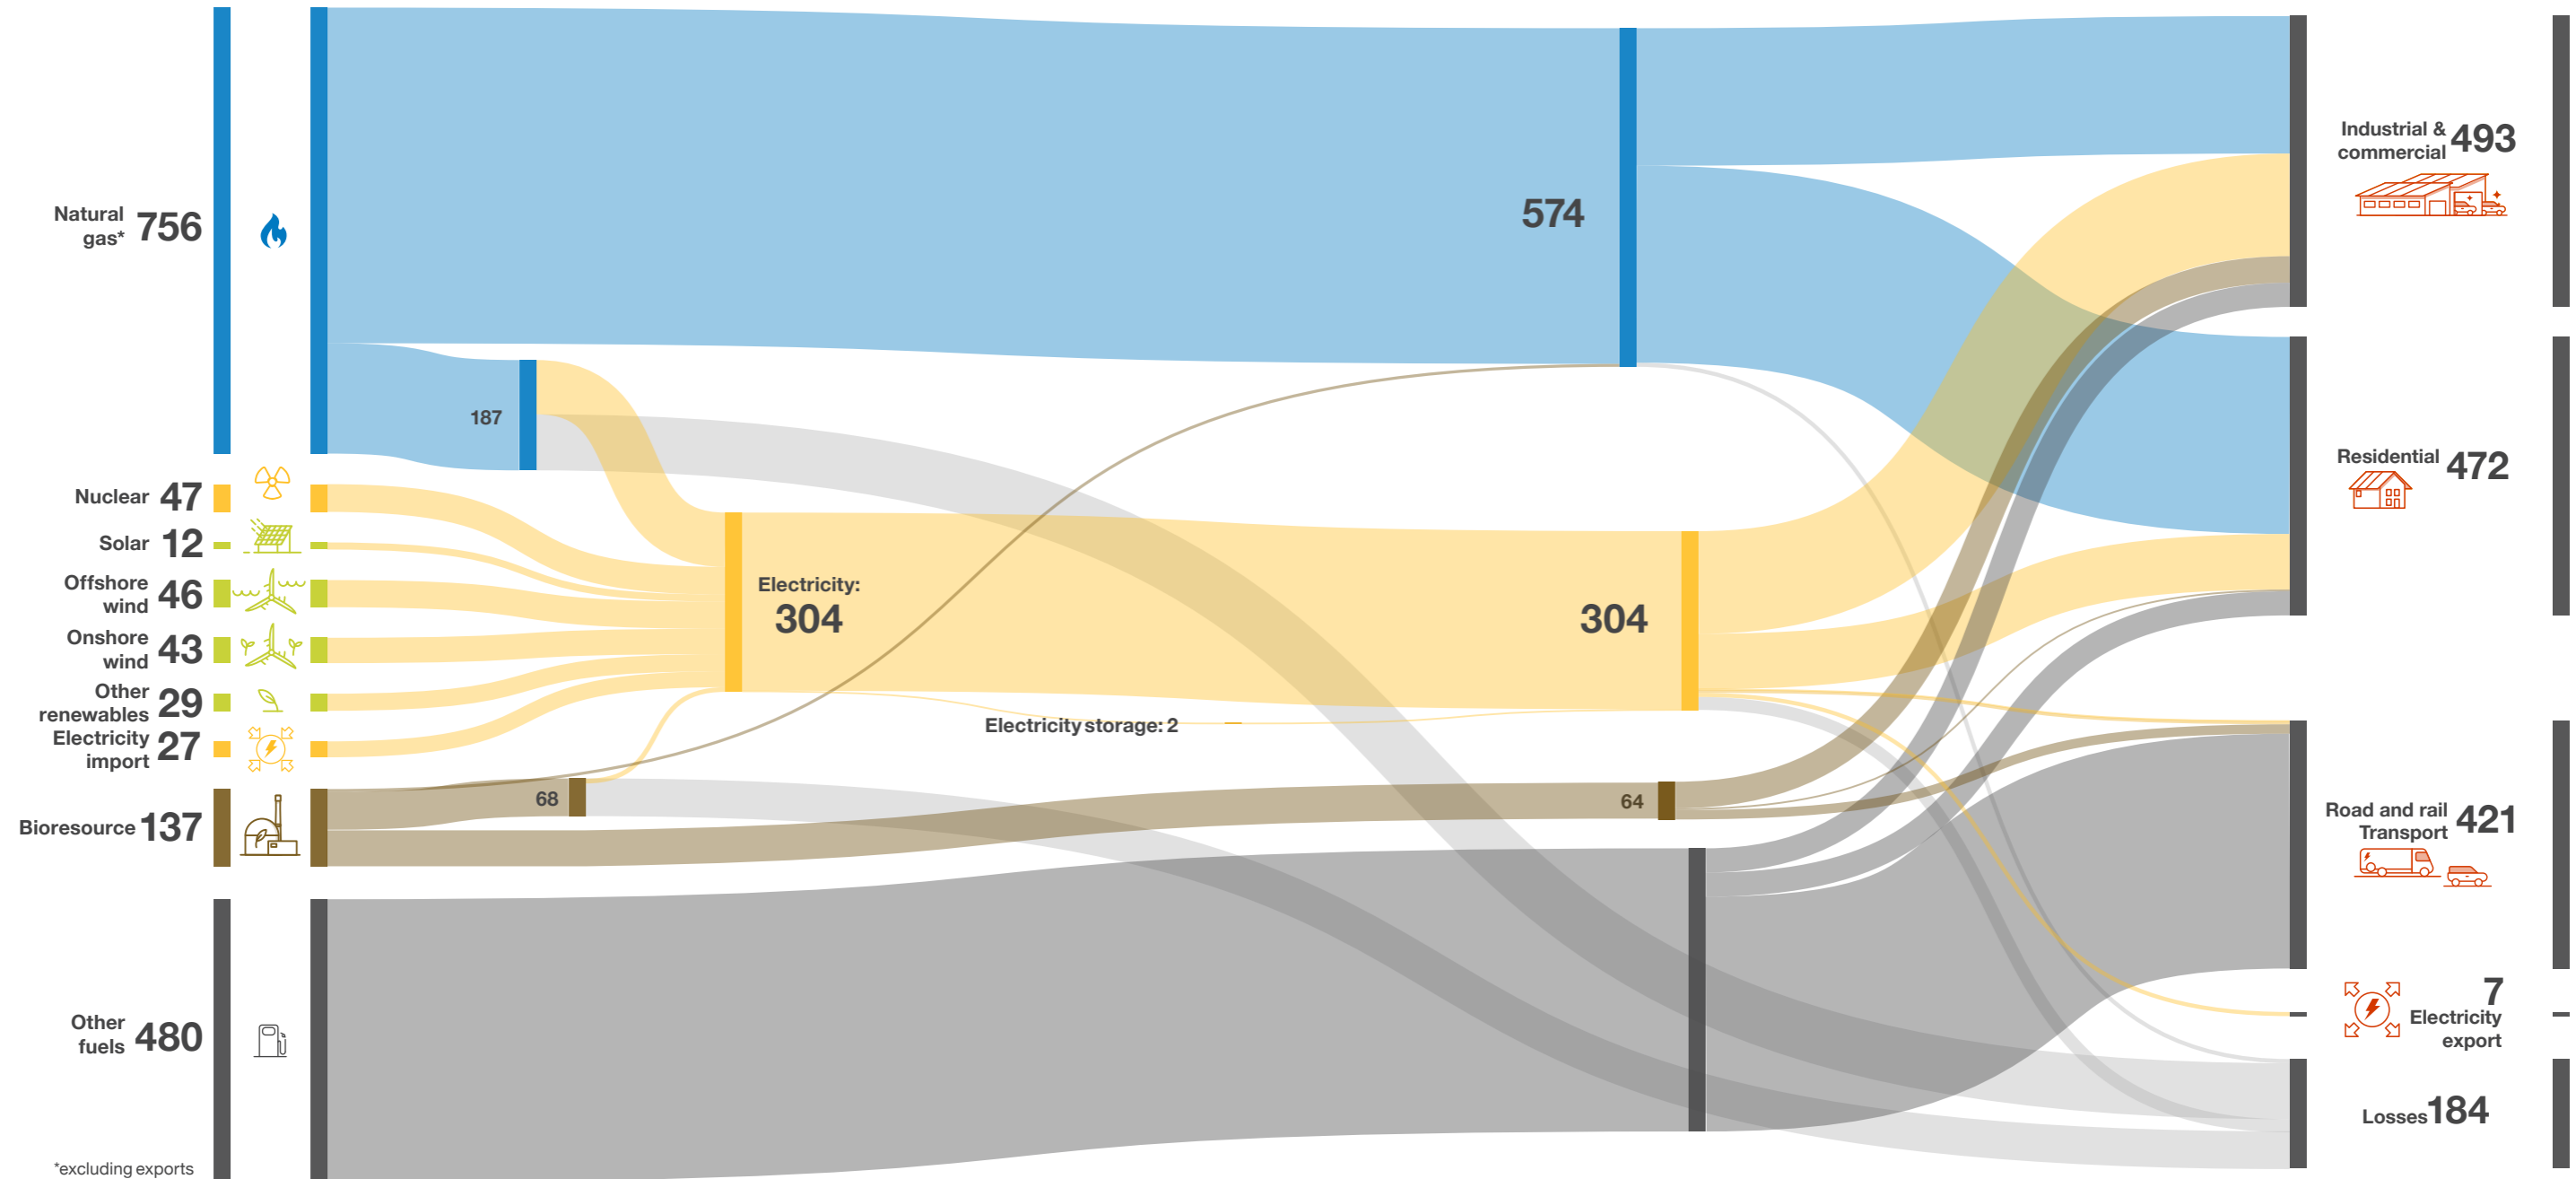 Natural
gas* 756
Nuclear 47
Solar 12
Offshore
wind 46
Onshore
wind 43
Other
renewables 29
Electricity
import 27
Bioresource 137
Other
fuels 480
*excluding exports
187
68
Electricity:
304
Electricity storage: 2
574
304
64
Industrial &
commercial 493
Residential 472
Road and rail
Transport 421
7
Electricity
export
Losses 184